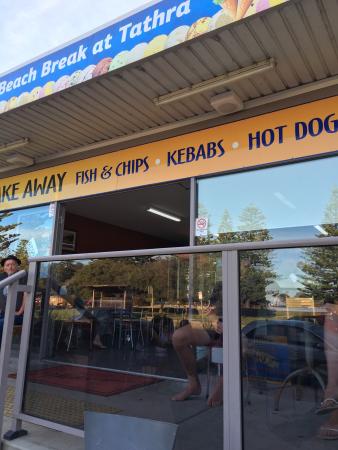 Beach Break at Tathra
AKE AWAY FISH & CHIPS • KEBABS • HOT DOG